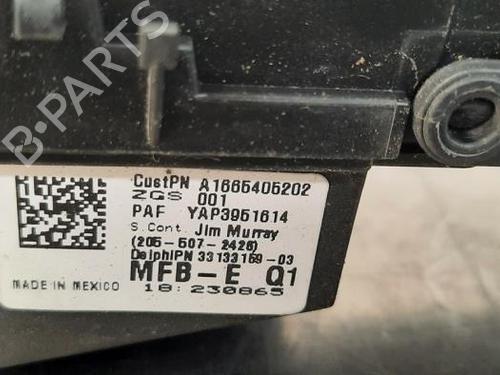 B-PARTS
CustPN A1665405202
ZGS 001
PAF YAP3951614
S.Cont. Jim Murray
(205-507-2426)
DelphiPN 33133159-03
MFB-E Q1
MADE IN MEXICO
18:230865